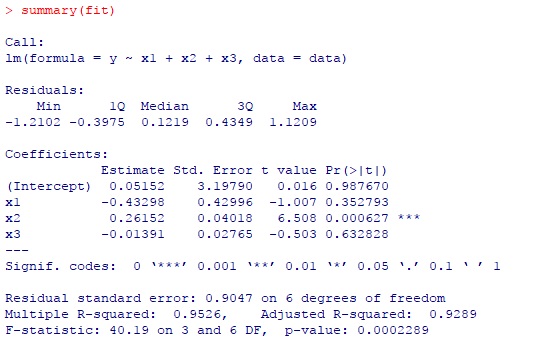 > summary(fit)
Call:
lm(formula = y ~ x1 + x2 + x3, data = data)
Residuals:
    Min      1Q  Median      3Q     Max
-1.2102 -0.3975  0.1219  0.4349  1.1209
Coefficients:
            Estimate Std. Error t value Pr(>|t|)
(Intercept)  0.05152    3.19790   0.016 0.987670
x1          -0.43298    0.42996  -1.007 0.352793
x2           0.26152    0.04018   6.508 0.000627 ***
x3          -0.01391    0.02765  -0.503 0.632828
---
Signif. codes:  0 ‘***’ 0.001 ‘**’ 0.01 ‘*’ 0.05 ‘.’ 0.1 ‘ ’ 1
Residual standard error: 0.9047 on 6 degrees of freedom
Multiple R-squared:  0.9526,    Adjusted R-squared:  0.9289
F-statistic: 40.19 on 3 and 6 DF,  p-value: 0.0002289